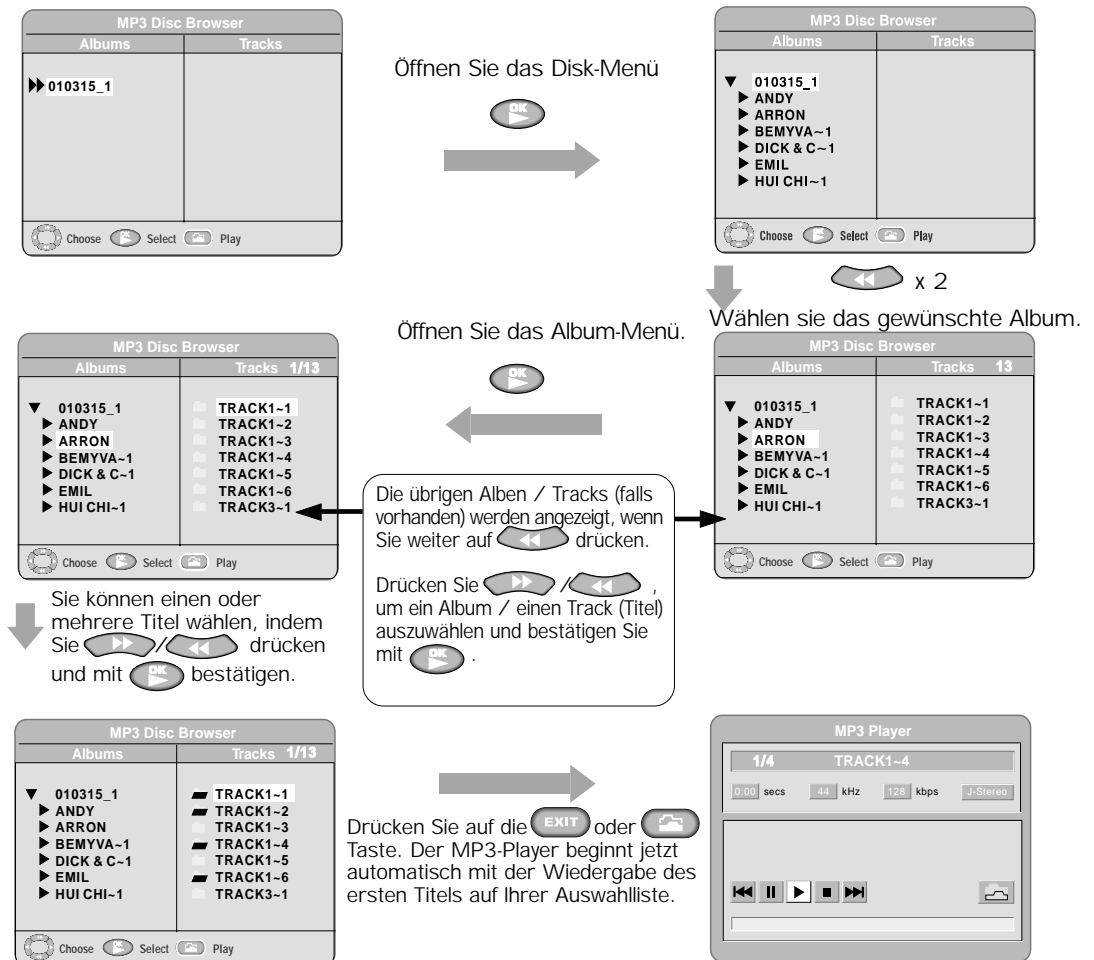 MP3 Disc Browser
Albums Tracks
010315_1
Choose OK Select Play
Öffnen Sie das Disk-Menü
OK
MP3 Disc Browser
Albums Tracks
010315_1
ANDY
ARRON
BEMYVA~1
DICK & C~1
EMIL
HUI CHI~1
Choose Select Play
x 2
Wählen sie das gewünschte Album.
MP3 Disc Browser
Albums Tracks 13
010315_1 TRACK1~1
ANDY TRACK1~2
ARRON TRACK1~3
BEMYVA~1 TRACK1~4
DICK & C~1 TRACK1~5
EMIL TRACK1~6
HUI CHI~1 TRACK3~1
Choose OK Select Play
Öffnen Sie das Album-Menü.
OK
Die übrigen Alben / Tracks (falls
vorhanden) werden angezeigt, wenn
Sie weiter auf drücken.
Drücken Sie / ,
um ein Album / einen Track (Titel)
auszuwählen und bestätigen Sie
mit OK .
MP3 Disc Browser
Albums Tracks 1/13
010315_1 TRACK1~1
ANDY TRACK1~2
ARRON TRACK1~3
BEMYVA~1 TRACK1~4
DICK & C~1 TRACK1~5
EMIL TRACK1~6
HUI CHI~1 TRACK3~1
Choose OK Select Play
Sie können einen oder
mehrere Titel wählen, indem
Sie / drücken
und mit OK bestätigen.
MP3 Disc Browser
Albums Tracks 1/13
010315_1 TRACK1~1
ANDY TRACK1~2
ARRON TRACK1~3
BEMYVA~1 TRACK1~4
DICK & C~1 TRACK1~5
EMIL TRACK1~6
HUI CHI~1 TRACK3~1
Choose OK Select Play
Drücken Sie auf die EXIT oder
Taste. Der MP3-Player beginnt jetzt
automatisch mit der Wiedergabe des
ersten Titels auf Ihrer Auswahlliste.
MP3 Player
1/4 TRACK1~4
0:00 secs 44 kHz 128 kbps J-Stereo